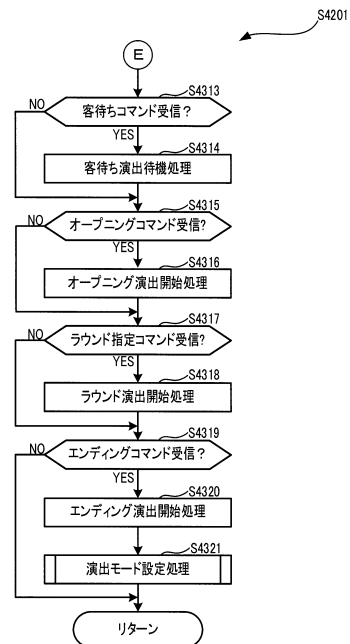 S4201
E
S4313
NO
客待ちコマンド受信？
YES
S4314
客待ち演出待機処理
S4315
NO
オープニングコマンド受信?
YES
S4316
オープニング演出開始処理
S4317
NO
ラウンド指定コマンド受信?
YES
S4318
ラウンド演出開始処理
S4319
NO
エンディングコマンド受信？
YES
S4320
エンディング演出開始処理
S4321
演出モード設定処理
リターン